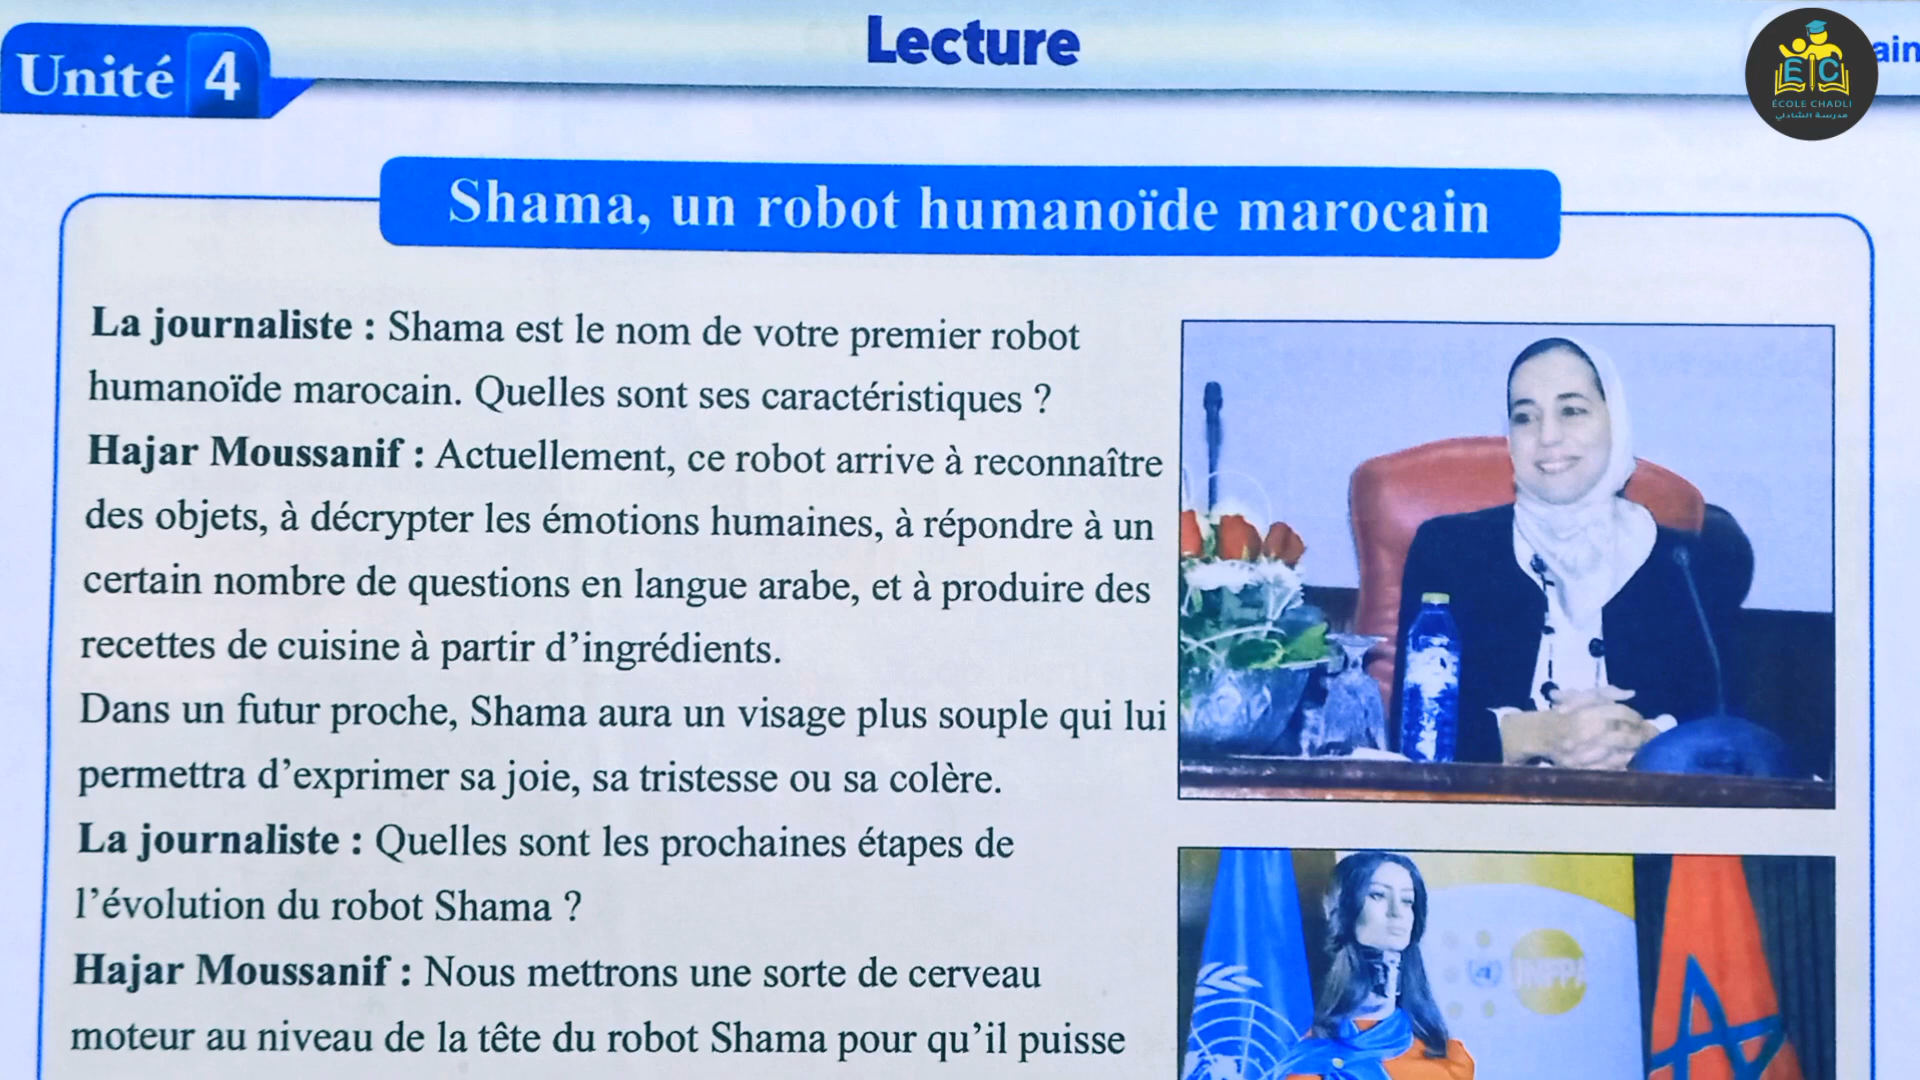 Unité 4
Lecture
ain
ÉCOLE CHADLI
مدرسة الشاذلي
Shama, un robot humanoïde marocain
La journaliste : Shama est le nom de votre premier robot
humanoïde marocain. Quelles sont ses caractéristiques ?
Hajar Moussanif : Actuellement, ce robot arrive à reconnaître
des objets, à décrypter les émotions humaines, à répondre à un
certain nombre de questions en langue arabe, et à produire des
recettes de cuisine à partir d'ingrédients.
Dans un futur proche, Shama aura un visage plus souple qui lui
permettra d'exprimer sa joie, sa tristesse ou sa colère.
La journaliste : Quelles sont les prochaines étapes de
l'évolution du robot Shama ?
Hajar Moussanif : Nous mettrons une sorte de cerveau
moteur au niveau de la tête du robot Shama pour qu'il puisse
UNFPA